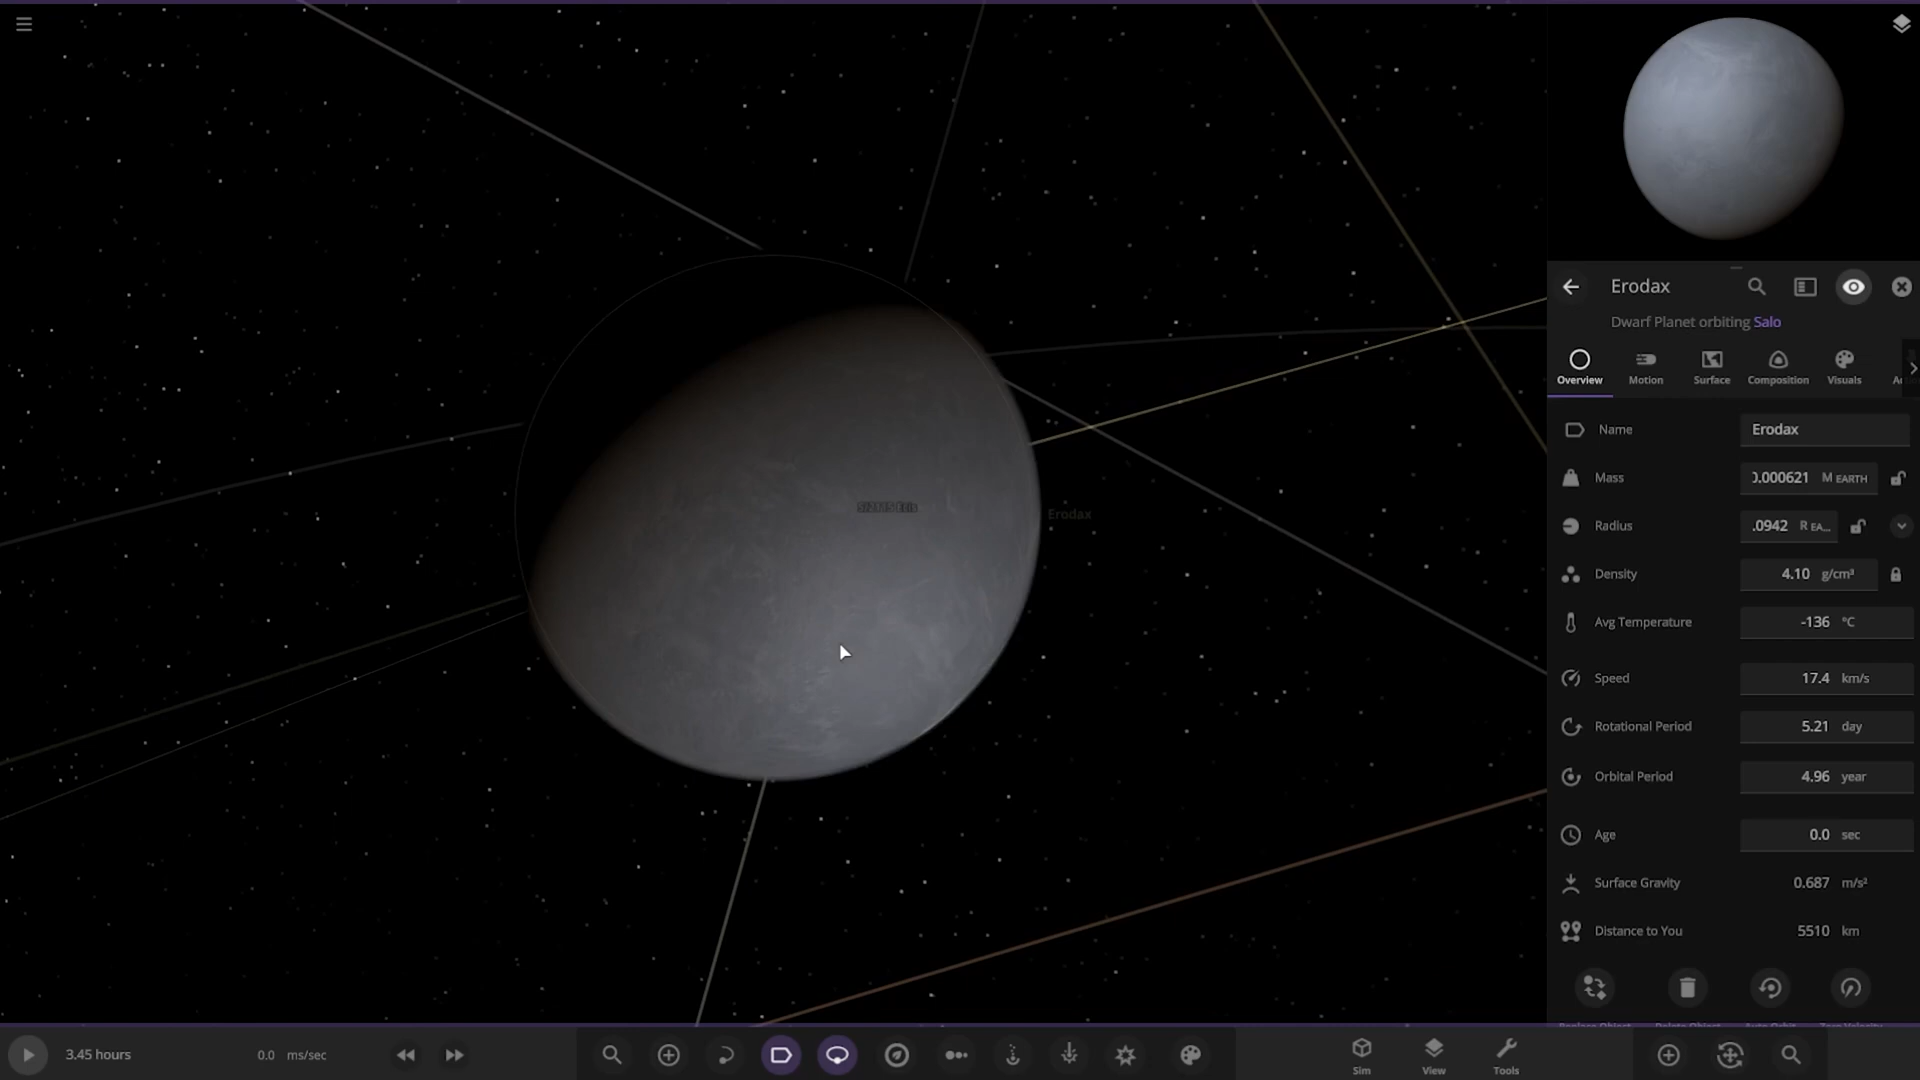 Erodax
Dwarf Planet orbiting Salo
Overview
Motion
Surface
Composition
Visuals
Name
Erodax
Mass
0.000621 M EARTH
Radius
.0942 R EA...
Density
4.10 g/cm³
Avg Temperature
-136 °C
Speed
17.4 km/s
Rotational Period
5.21 day
Orbital Period
4.96 year
Age
0.0 sec
Surface Gravity
0.687 m/s²
Distance to You
5510 km
Erodax
3.45 hours
0.0 ms/sec
Sim
View
Tools